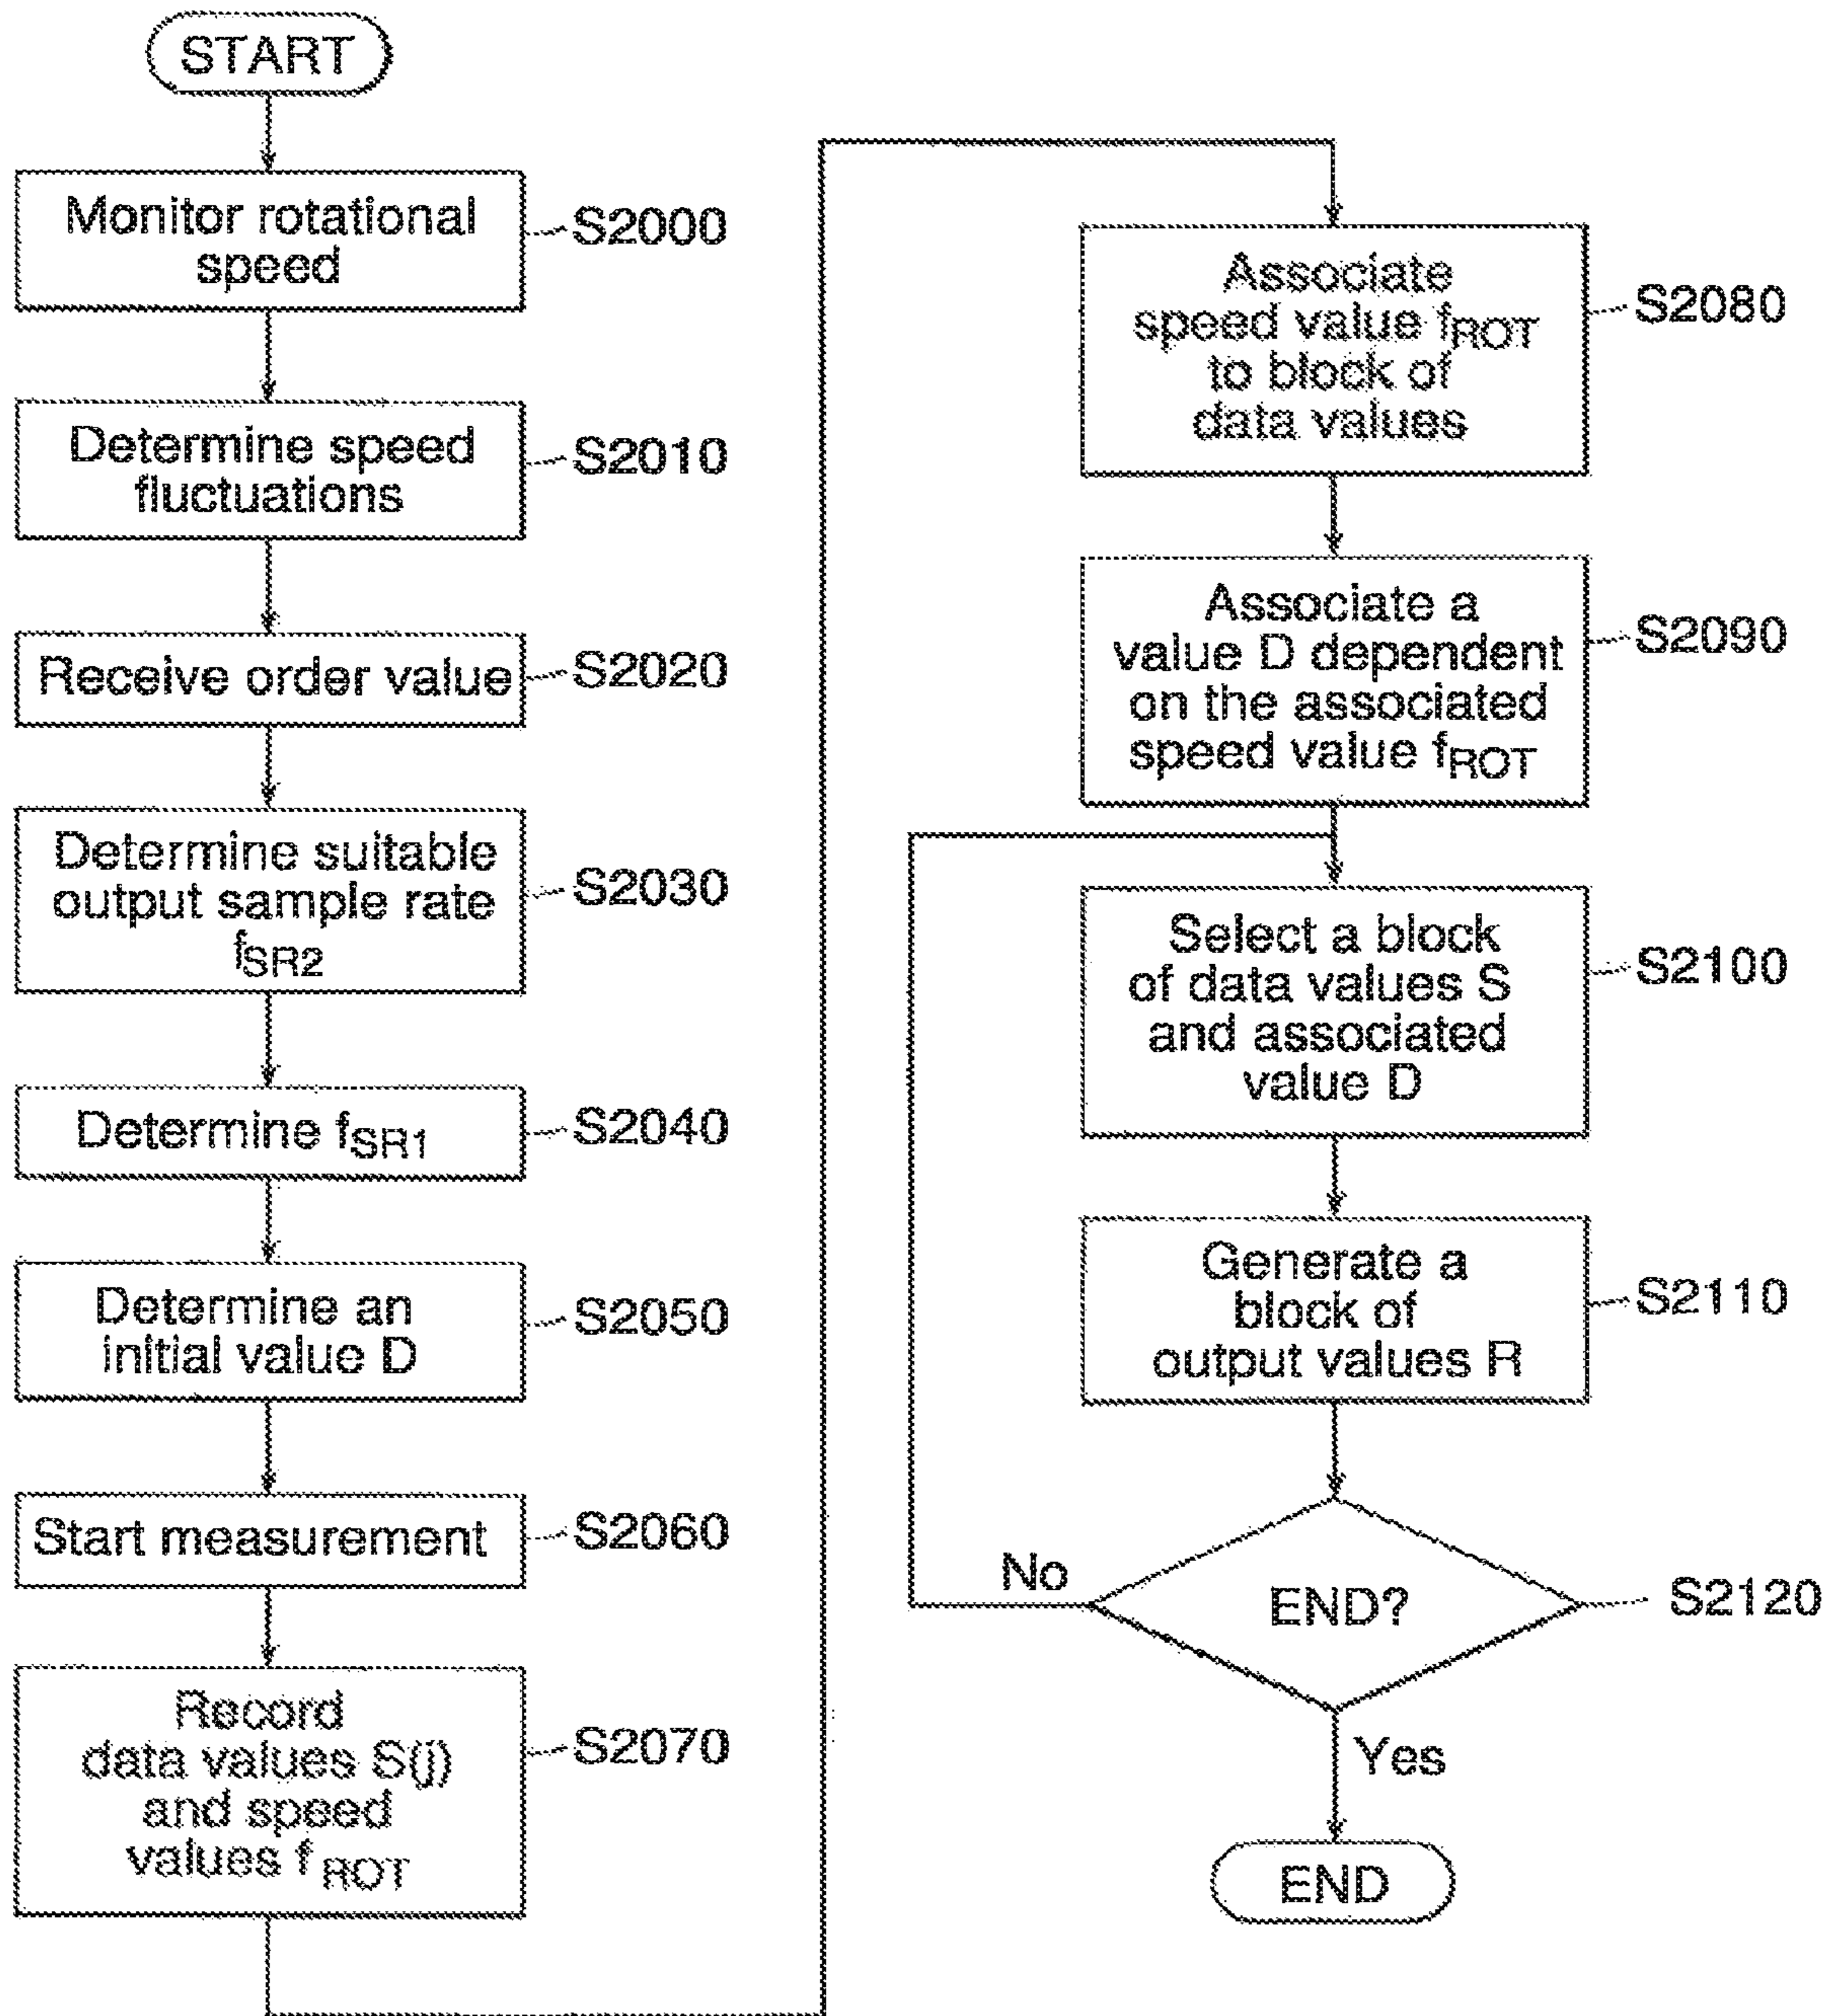 START
Monitor rotational
speed
S2000
Determine speed
fluctuations
S2010
Receive order value
S2020
Determine suitable
output sample rate
fSR2
S2030
Determine fSR1
S2040
Determine an
initial value D
S2050
Start measurement
S2060
Record
data values S(j)
and speed
values f ROT
S2070
Associate
speed value fROT
to block of
data values
S2080
Associate a
value D dependent
on the associated
speed value fROT
S2090
Select a block
of data values S
and associated
value D
S2100
Generate a
block of
output values R
S2110
No
END?
S2120
Yes
END